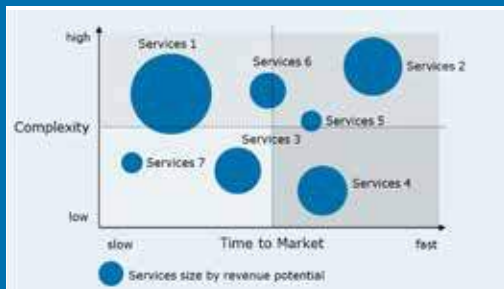 high
Services 1
Services 6
Services 2
Complexity
Services 5
Services 3
Services 7
Services 4
low
slow
Time to Market
fast
Services size by revenue potential